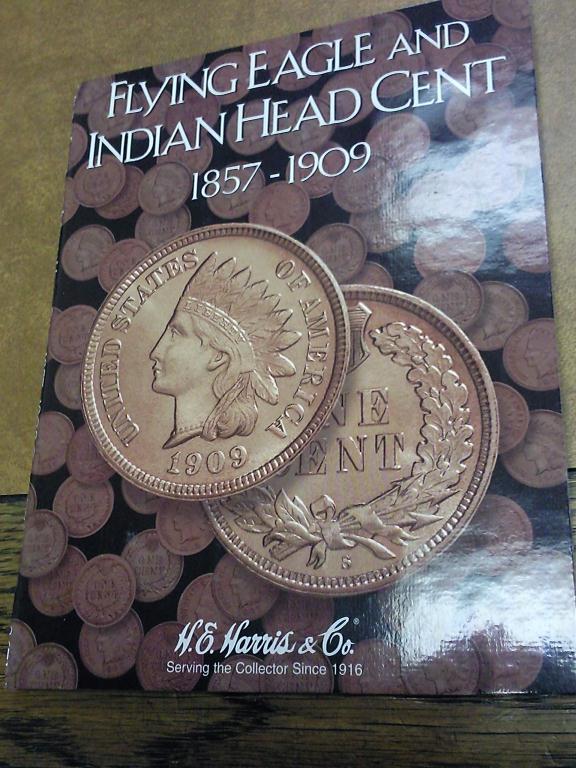 FLYING EAGLE AND
INDIAN HEAD CENT
1857-1909
UNITED STATES OF AMERICA
LIBERTY
1909
ONE
CENT
S
H.E. Harris & Co.®
Serving the Collector Since 1916